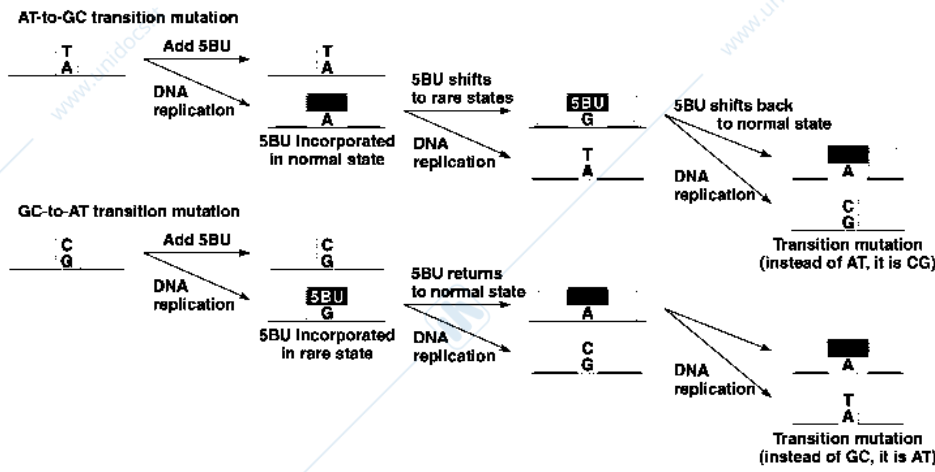 AT-to-GC transition mutation
T
A
Add 5BU
DNA
replication
T
A
A
5BU Incorporated
in normal state
5BU shifts
to rare states
DNA
replication
5BU
G
T
A
5BU shifts back
to normal state
DNA
replication
A
C
G
Transition mutation
(instead of AT, it is CG)
GC-to-AT transition mutation
C
G
Add 5BU
DNA
replication
C
G
5BU
G
5BU Incorporated
in rare state
5BU returns
to normal state
DNA
replication
A
C
G
DNA
replication
A
T
A
Transition mutation
(instead of GC, it is AT)